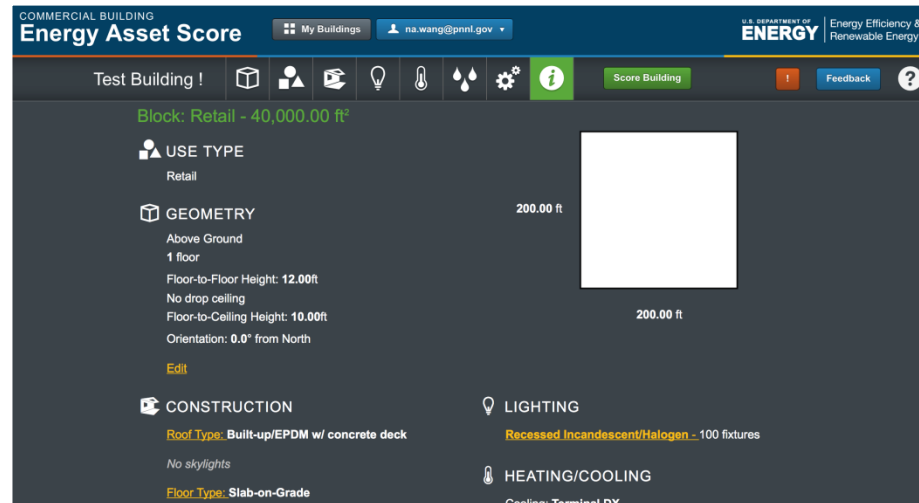 COMMERCIAL BUILDING
Energy Asset Score
My Buildings
na.wang@pnnl.gov
U.S. DEPARTMENT OF
ENERGY
Energy Efficiency &
Renewable Energy
Test Building !
i
Score Building
!
Feedback
?
Block: Retail - 40,000.00 ft²
USE TYPE
Retail
GEOMETRY
Above Ground
1 floor
Floor-to-Floor Height: 12.00ft
No drop ceiling
Floor-to-Ceiling Height: 10.00ft
Orientation: 0.0° from North
Edit
200.00 ft
200.00 ft
CONSTRUCTION
Roof Type: Built-up/EPDM w/ concrete deck
No skylights
Floor Type: Slab-on-Grade
LIGHTING
Recessed Incandescent/Halogen - 100 fixtures
HEATING/COOLING
Cooling: Terminal DX